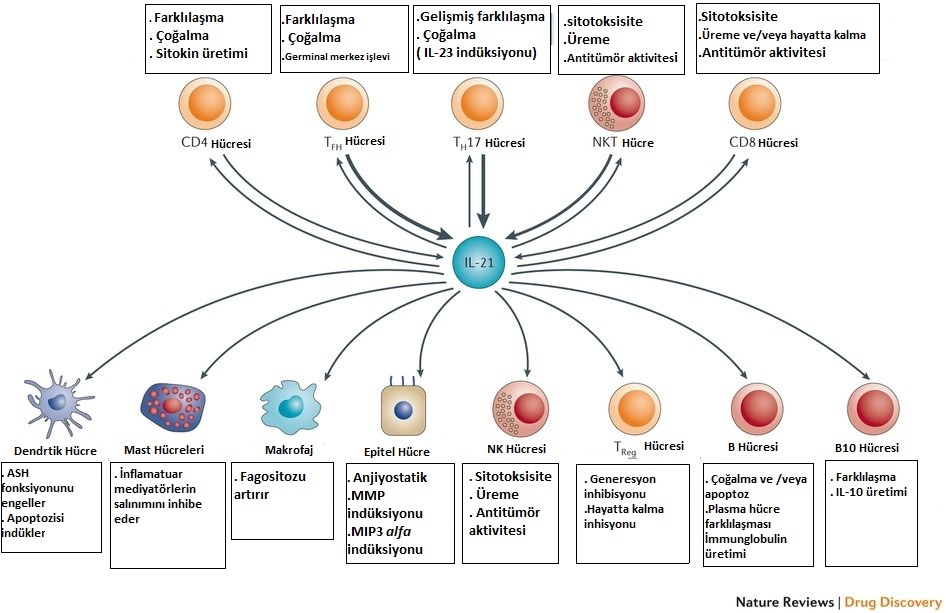 . Farklılaşma
. Çoğalma
. Sitokin üretimi
. Farklılaşma
. Çoğalma
.Germinal merkez işlevi
.Gelişmiş farklılaşma
. Çoğalma
( IL-23 indüksiyonu)
.sitotoksisite
. Üreme
.Antitümör aktivitesi
.Sitotoksisite
.Üreme ve/veya hayatta kalma
.Antitümör aktivitesi
CD4 Hücresi
TFH Hücresi
TH17 Hücresi
NKT Hücre
CD8 Hücresi
IL-21
Dendrtik Hücre
Mast Hücreleri
Makrofaj
Epitel Hücre
NK Hücresi
TReg Hücresi
B Hücresi
B10 Hücresi
. ASH
fonksiyonunu
engeller
. Apoptozisi
indükler
. İnflamatuar
mediyatörlerin
salınımını inhibe
eder
. Fagositozu
artırır
. Anjiyostatik
.MMP
indüksiyonu
.MIP3 alfa
indüksiyonu
. Sitotoksisite
. Üreme
. Antitümör
aktivitesi
. Generesyon
inhibisyonu
.Hayatta kalma
inhisyonu
. Çoğalma ve /veya
apoptoz
.Plasma hücre
farklılaşması
İmmunglobulin
üretimi
. Farklılaşma
. IL-10 üretimi
Nature Reviews | Drug Discovery